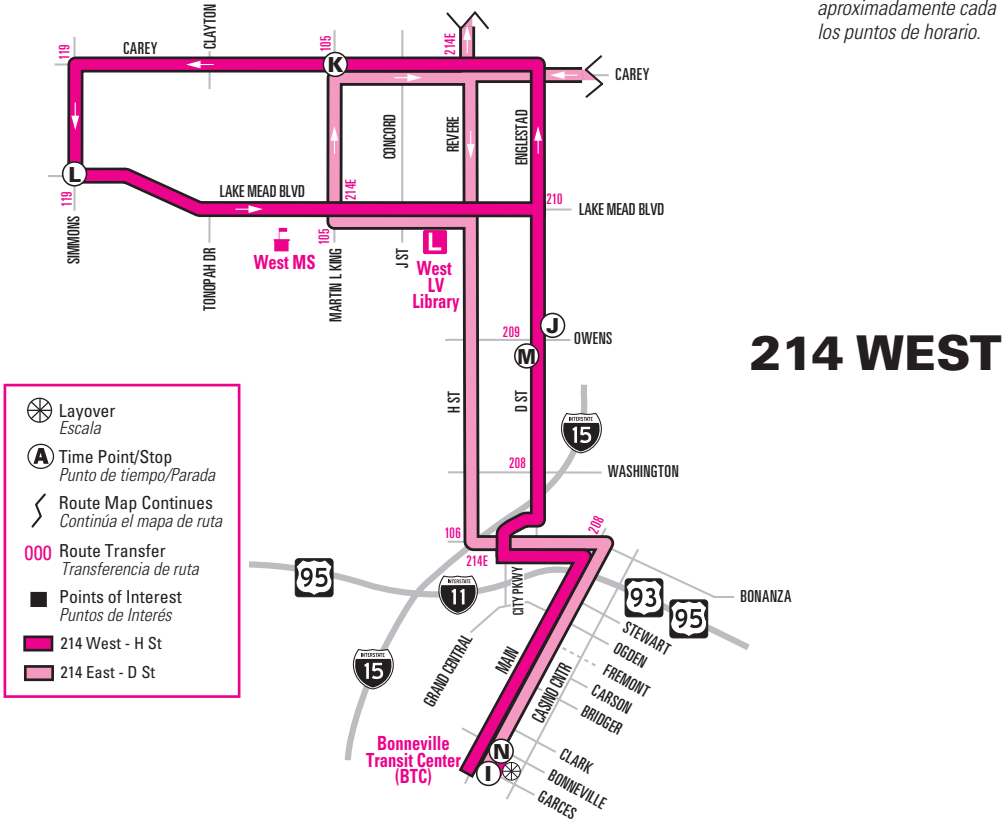 aproximadamente cada
los puntos de horario.
119
CAREY
CLAYTON
105
K
214E
CAREY
CONCORD
REVERE
ENGLESTAD
L
119
SIMMONS
LAKE MEAD BLVD
214E
210
LAKE MEAD BLVD
West MS
TONOPAH DR
105
MARTIN L KING
J ST
L
West
LV
Library
J
209
OWENS
M
214 WEST
H ST
D ST
INTERSTATE
15
208
WASHINGTON
Layover
Escala
A
Time Point/Stop
Punto de tiempo/Parada
Route Map Continues
Continúa el mapa de ruta
000
Route Transfer
Transferencia de ruta
Points of Interest
Puntos de Interés
214 West - H St
214 East - D St
106
214E
208
95
INTERSTATE
11
CITY PKWY
93
95
BONANZA
INTERSTATE
15
GRAND CENTRAL
MAIN
CASINO CNTR
STEWART
OGDEN
FREMONT
CARSON
BRIDGER
Bonneville
Transit Center
(BTC)
N
I
CLARK
BONNEVILLE
GARCES